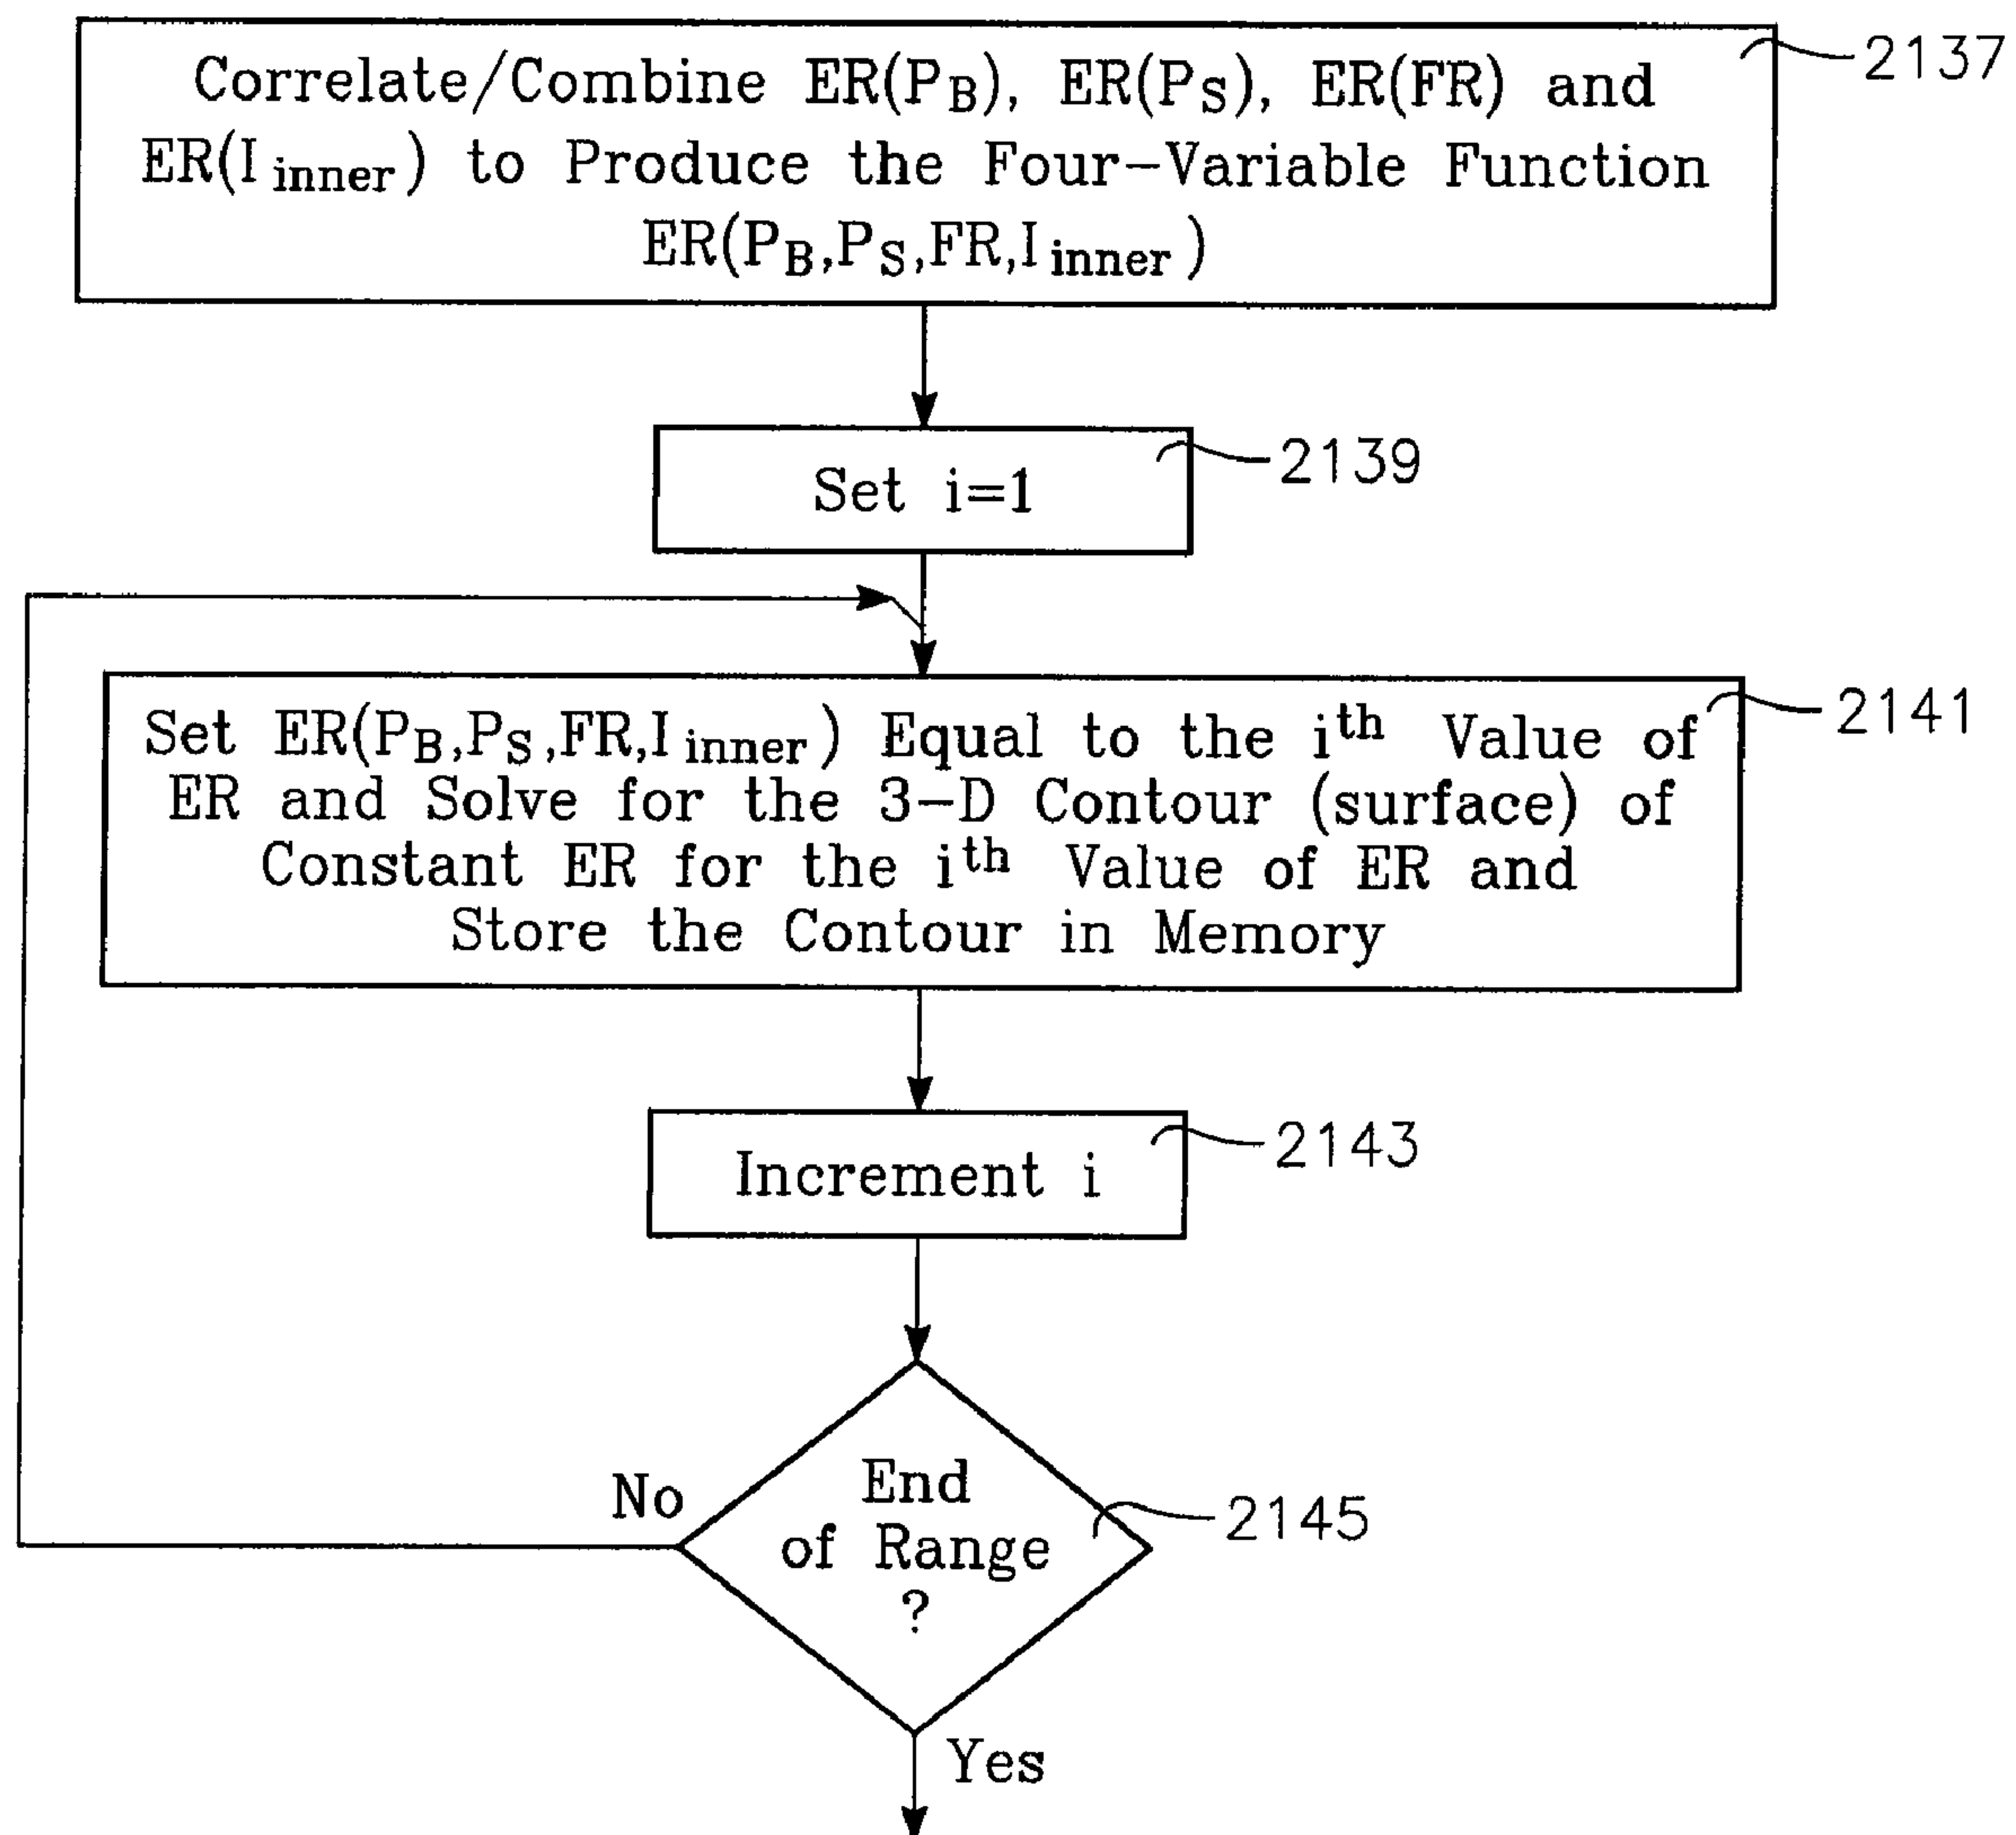 Correlate/Combine ER(P_B), ER(P_S), ER(FR) and
ER(I_inner) to Produce the Four-Variable Function
ER(P_B,P_S,FR,I_inner)
2137
Set i=1
2139
Set ER(P_B,P_S,FR,I_inner) Equal to the i^th Value of
ER and Solve for the 3-D Contour (surface) of
Constant ER for the i^th Value of ER and
Store the Contour in Memory
2141
Increment i
2143
No
End
of Range
?
2145
Yes